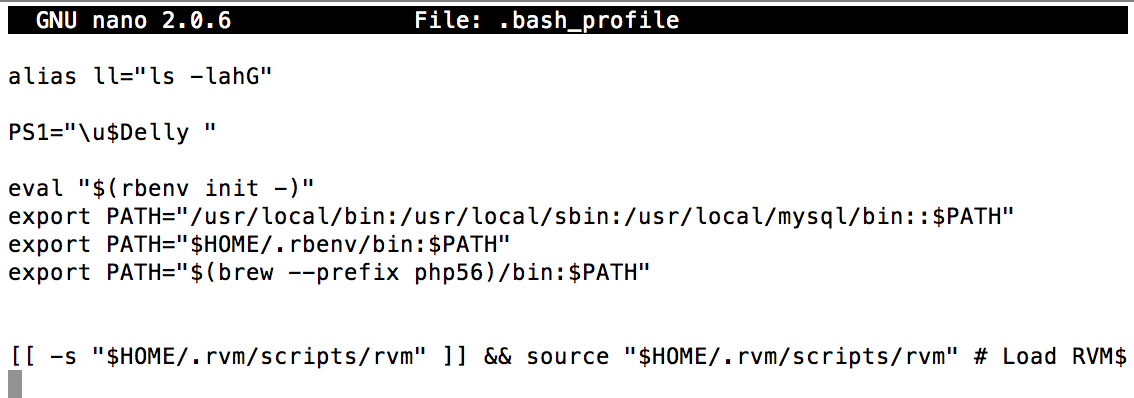 GNU nano 2.0.6 File: .bash_profile
alias ll="ls -lahG"
PS1="\u$Delly "
eval "$(rbenv init -)"
export PATH="/usr/local/bin:/usr/local/sbin:/usr/local/mysql/bin::$PATH"
export PATH="$HOME/.rbenv/bin:$PATH"
export PATH="$(brew --prefix php56)/bin:$PATH"
[[ -s "$HOME/.rvm/scripts/rvm" ]] && source "$HOME/.rvm/scripts/rvm" # Load RVM$